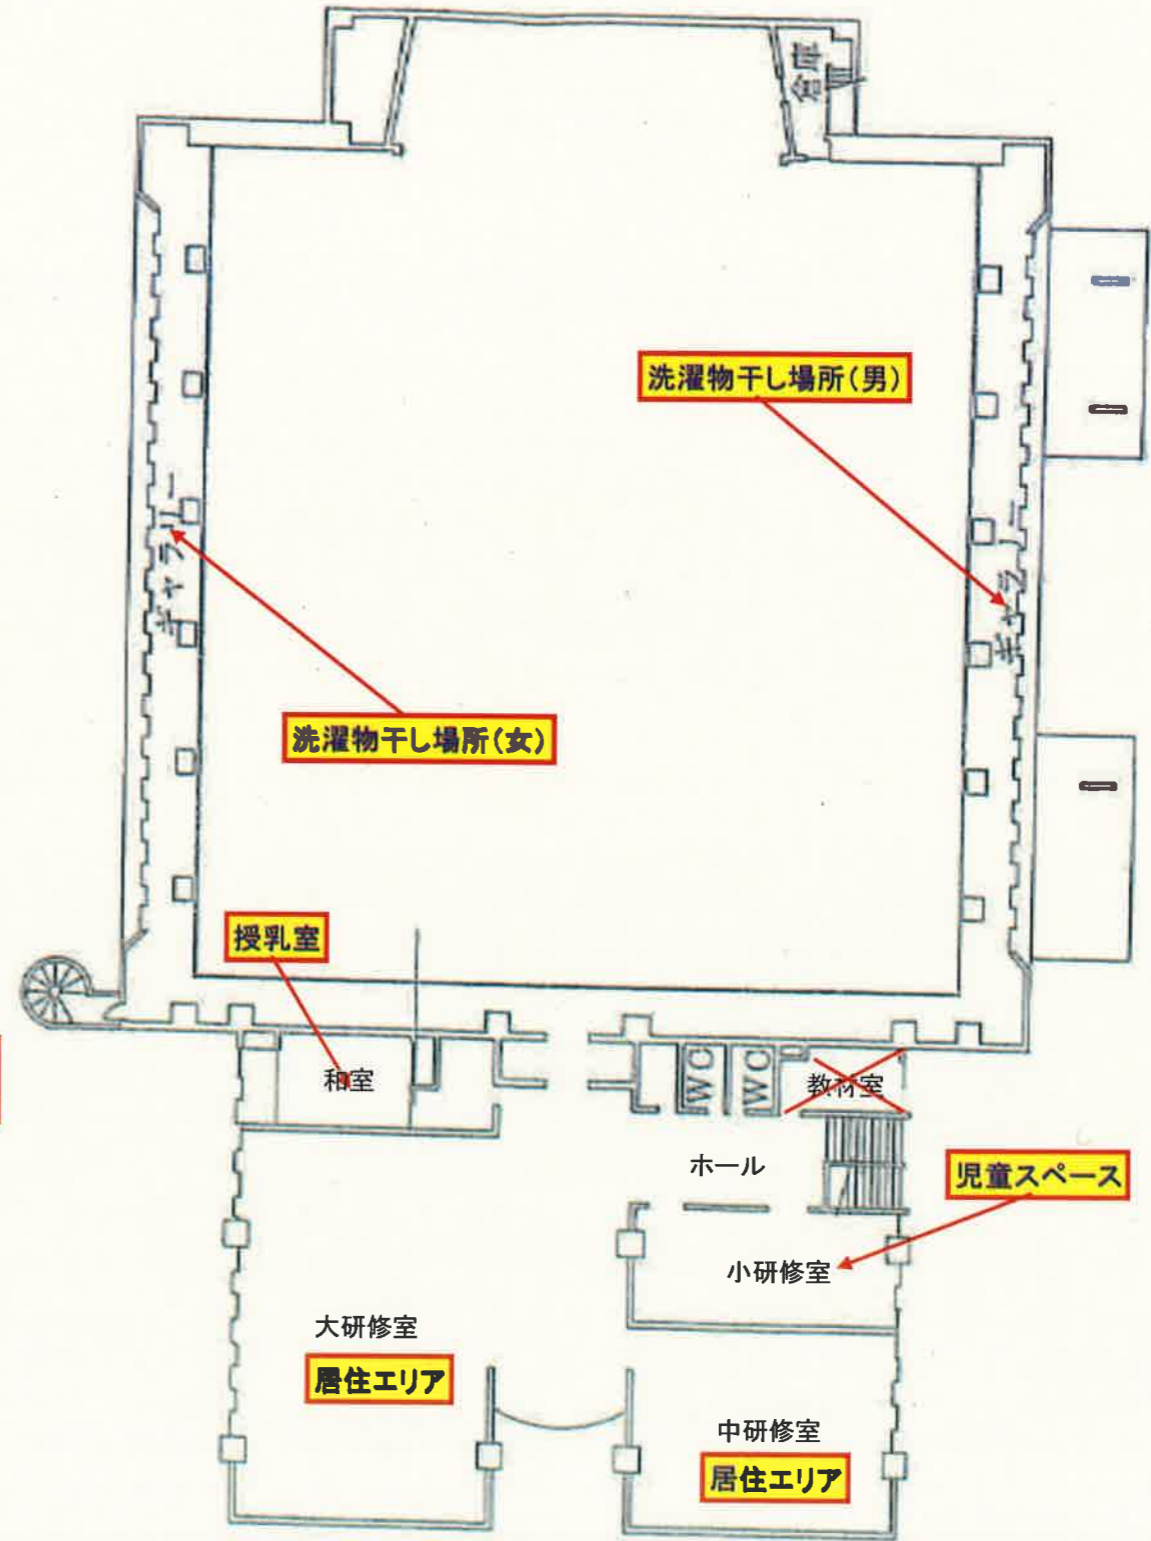 倉庫
洗濯物干し場所(男)
ギャラリー
ギャラリー
洗濯物干し場所(女)
授乳室
和室
WC
WC
教材室
ホール
児童スペース
小研修室
大研修室
居住エリア
中研修室
居住エリア